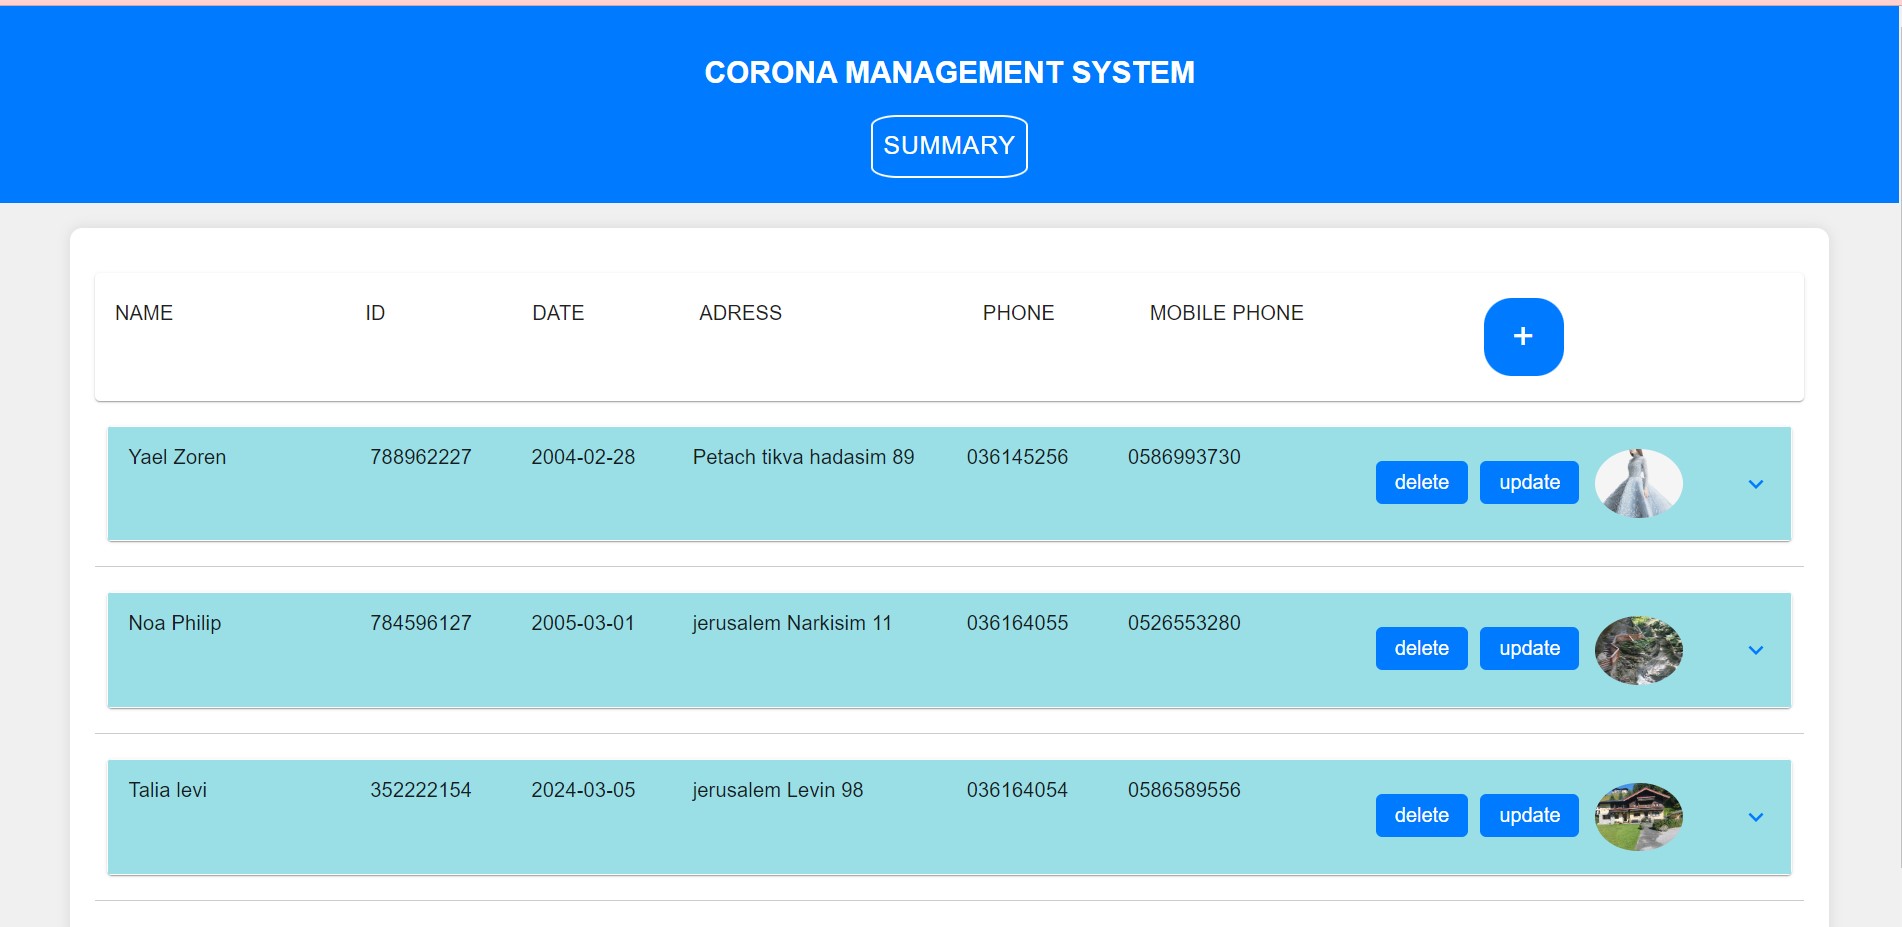 CORONA MANAGEMENT SYSTEM
SUMMARY
NAME ID DATE ADRESS PHONE MOBILE PHONE +
Yael Zoren 788962227 2004-02-28 Petach tikva hadasim 89 036145256 0586993730 delete update
Noa Philip 784596127 2005-03-01 jerusalem Narkisim 11 036164055 0526553280 delete update
Talia levi 352222154 2024-03-05 jerusalem Levin 98 036164054 0586589556 delete update